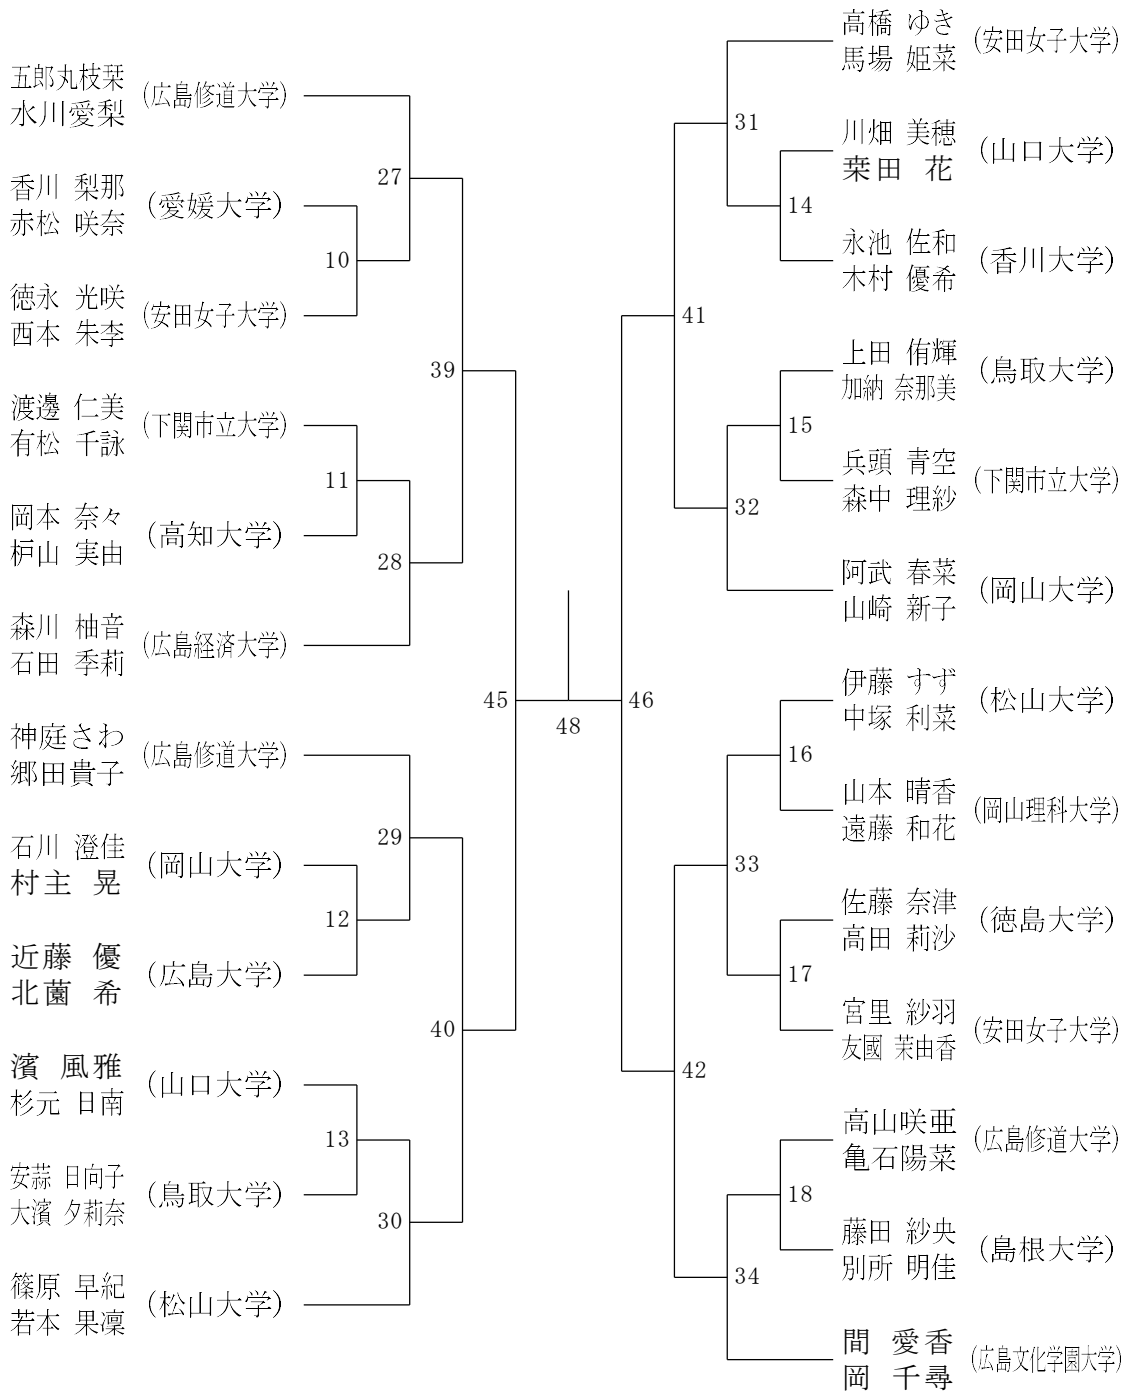 五郎丸枝栞
水川愛梨
(広島修道大学)
香川 梨那
赤松 咲奈
(愛媛大学)
徳永 光咲
西本 朱李
(安田女子大学)
渡邊 仁美
有松 千詠
(下関市立大学)
岡本 奈々
枦山 実由
(高知大学)
森川 柚音
石田 季莉
(広島経済大学)
神庭さわ
郷田貴子
(広島修道大学)
石川 澄佳
村主 晃
(岡山大学)
近藤 優
北薗 希
(広島大学)
濱 風雅
杉元 日南
(山口大学)
安蒜 日向子
大濱 夕莉奈
(鳥取大学)
篠原 早紀
若本 果凜
(松山大学)
27
10
39
11
28
45
29
12
40
13
30
48
46
31
14
41
15
32
16
33
17
42
18
34
高橋 ゆき
馬場 姫菜
(安田女子大学)
川畑 美穂
桒田 花
(山口大学)
永池 佐和
木村 優希
(香川大学)
上田 侑輝
加納 奈那美
(鳥取大学)
兵頭 青空
森中 理紗
(下関市立大学)
阿武 春菜
山崎 新子
(岡山大学)
伊藤 すず
中塚 利菜
(松山大学)
山本 晴香
遠藤 和花
(岡山理科大学)
佐藤 奈津
高田 莉沙
(徳島大学)
宮里 紗羽
友國 茉由香
(安田女子大学)
高山咲亜
亀石陽菜
(広島修道大学)
藤田 紗央
別所 明佳
(島根大学)
間 愛香
岡 千尋
(広島文化学園大学)